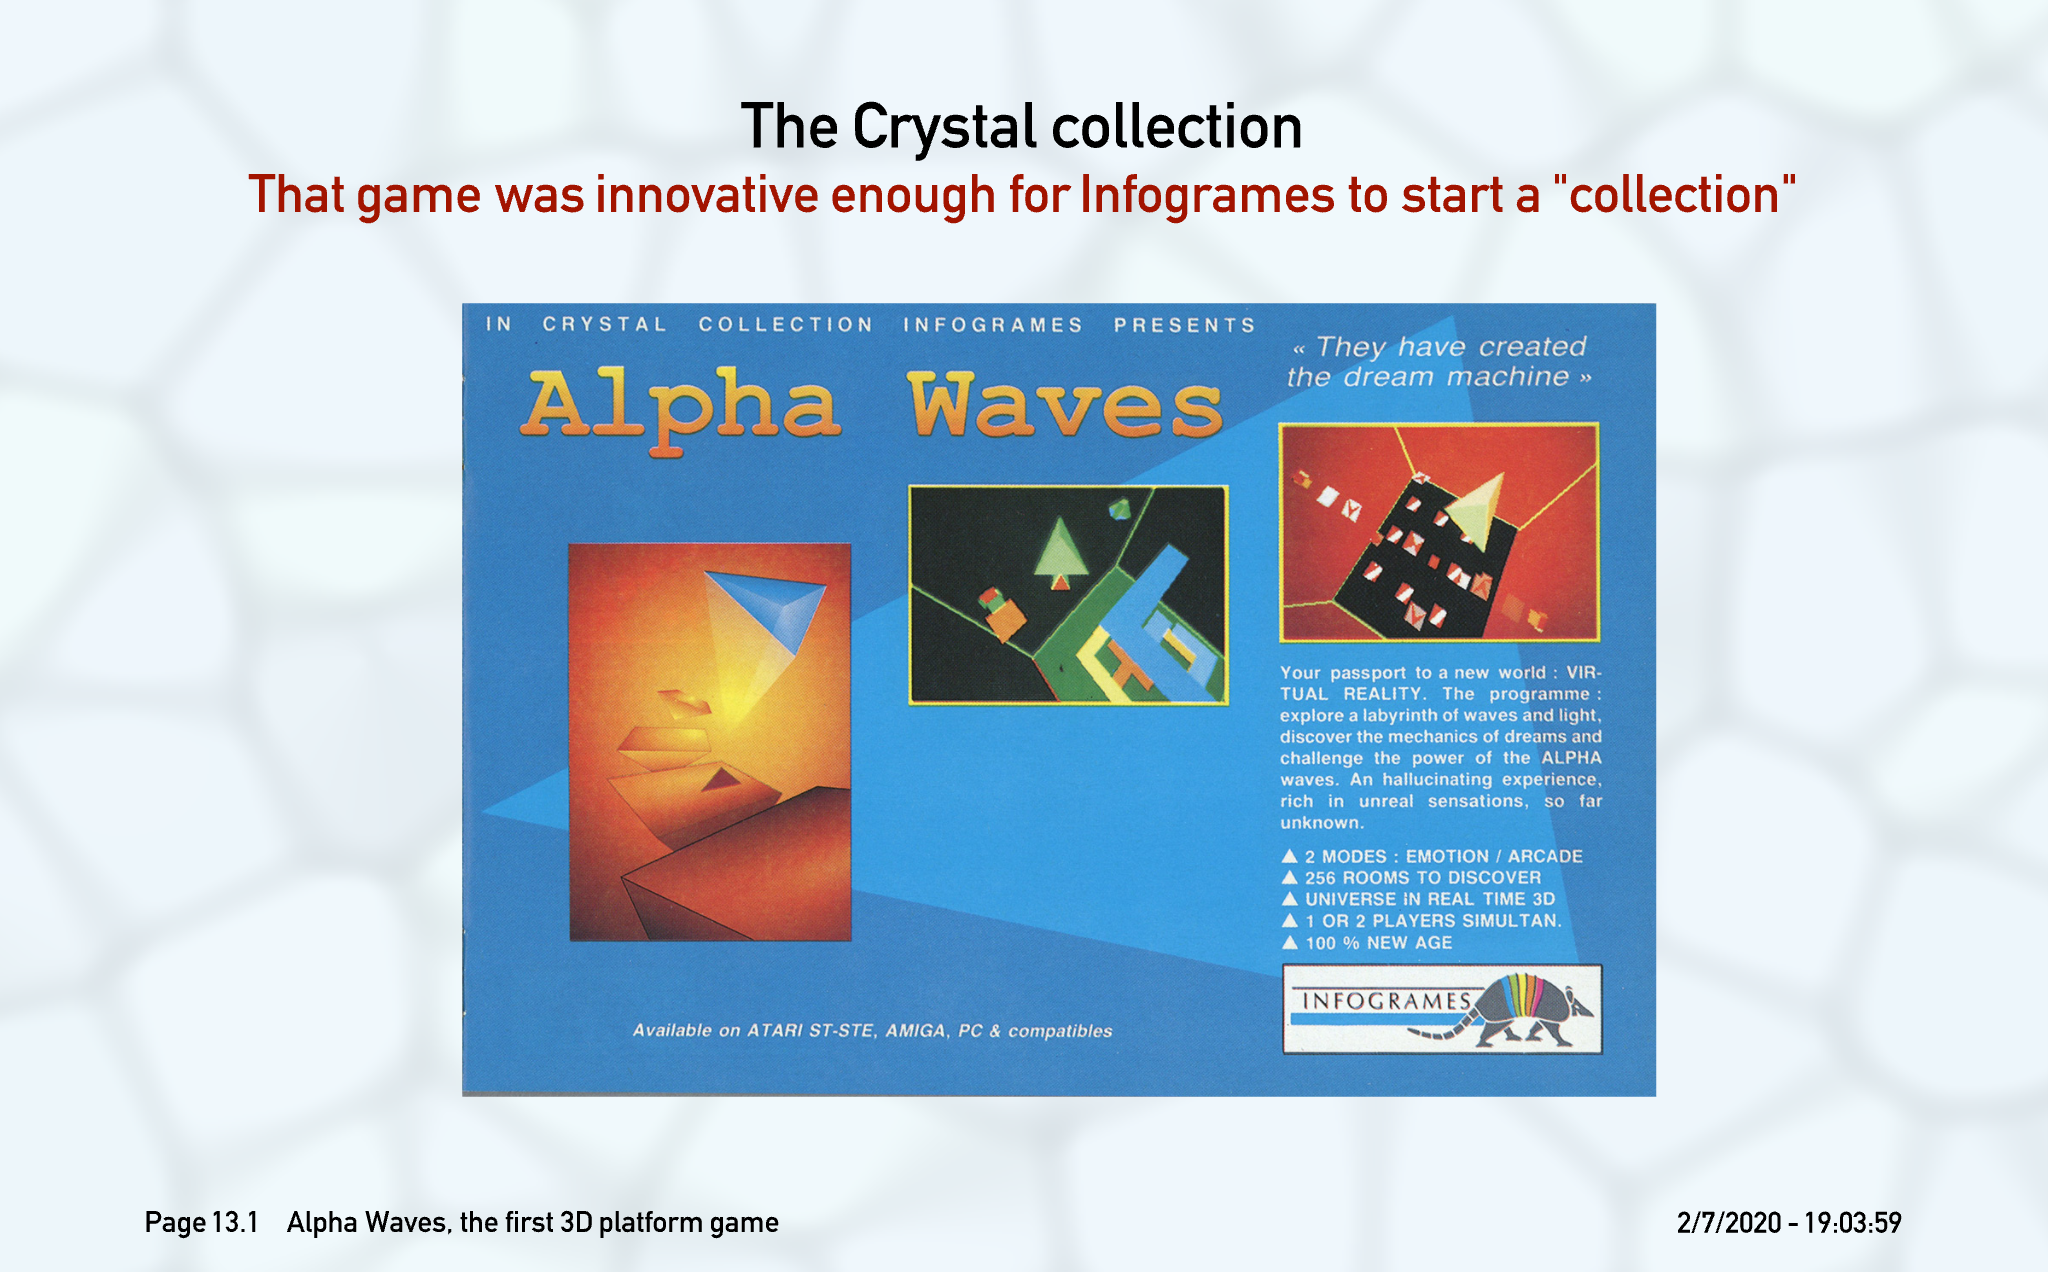 The Crystal collection
That game was innovative enough for Infogrames to start a "collection"
IN CRYSTAL COLLECTION INFOGRAMES PRESENTS
Alpha Waves
« They have created
the dream machine »
Your passport to a new world : VIR-
TUAL REALITY. The programme :
explore a labyrinth of waves and light,
discover the mechanics of dreams and
challenge the power of the ALPHA
waves. An hallucinating experience,
rich in unreal sensations, so far
unknown.
▲ 2 MODES : EMOTION / ARCADE
▲ 256 ROOMS TO DISCOVER
▲ UNIVERSE IN REAL TIME 3D
▲ 1 OR 2 PLAYERS SIMULTAN.
▲ 100 % NEW AGE
INFOGRAMES
Available on ATARI ST-STE, AMIGA, PC & compatibles
Page 13.1 Alpha Waves, the first 3D platform game
2/7/2020 - 19:03:59